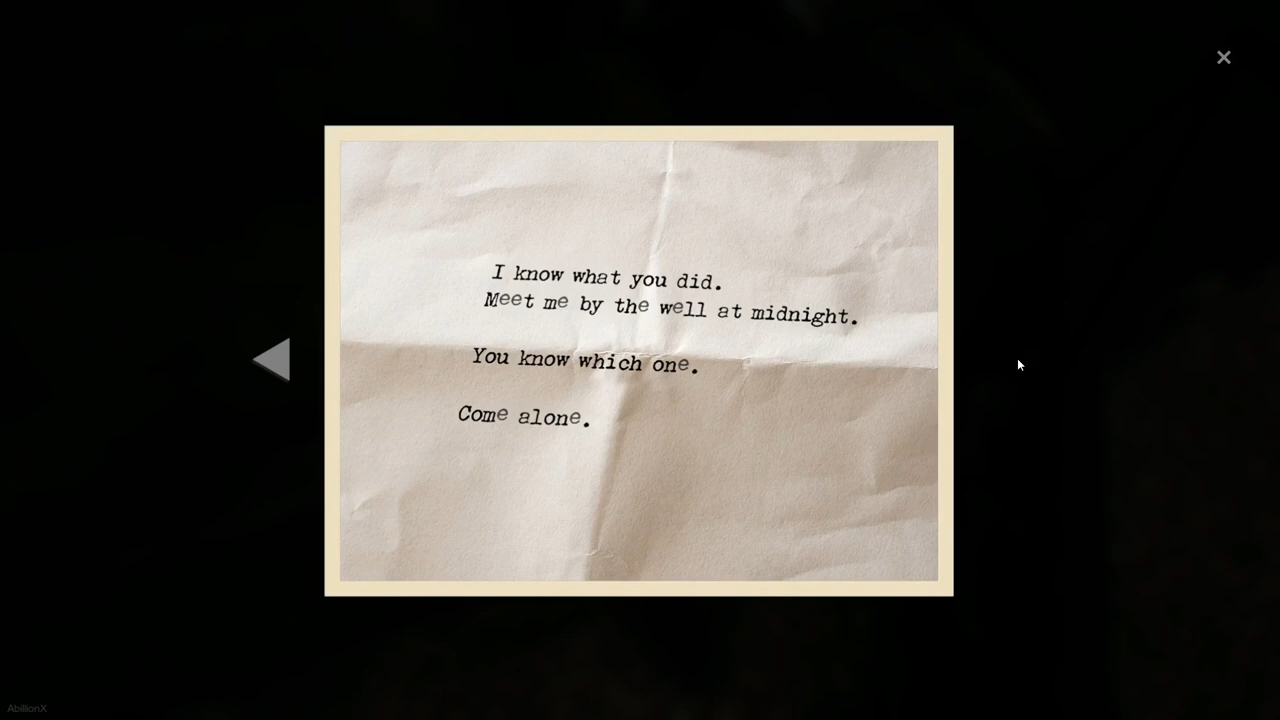 I know what you did.
Meet me by the well at midnight.
You know which one.
Come alone.
AbillionX